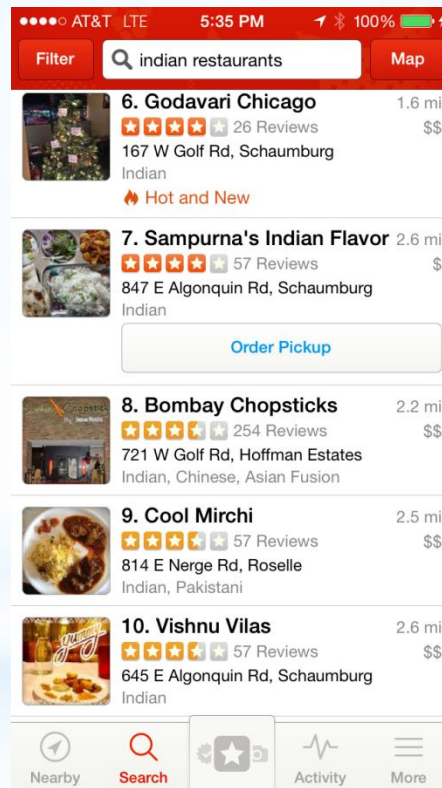 AT&T LTE 5:35 PM 100%
Filter indian restaurants Map
6. Godavari Chicago 1.6 mi
26 Reviews $$
167 W Golf Rd, Schaumburg
Indian
Hot and New
7. Sampurna's Indian Flavor 2.6 mi
57 Reviews $
847 E Algonquin Rd, Schaumburg
Indian
Order Pickup
8. Bombay Chopsticks 2.2 mi
254 Reviews $$
721 W Golf Rd, Hoffman Estates
Indian, Chinese, Asian Fusion
9. Cool Mirchi 2.5 mi
57 Reviews $$
814 E Nerge Rd, Roselle
Indian, Pakistani
10. Vishnu Vilas 2.6 mi
yummy
57 Reviews $$
645 E Algonquin Rd, Schaumburg
Indian
Nearby Search Activity More